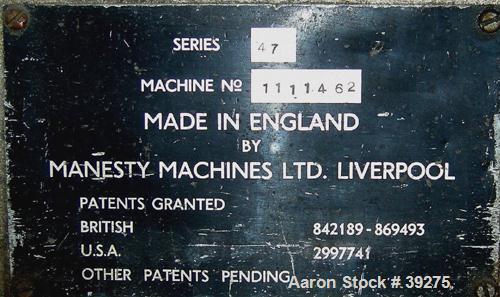 SERIES 47
MACHINE Nº 1111462
MADE IN ENGLAND
BY
MANESTY MACHINES LTD. LIVERPOOL
PATENTS GRANTED
BRITISH 842189-869493
U.S.A. 2997741
OTHER PATENTS PENDING
Aaron Stock # 39275